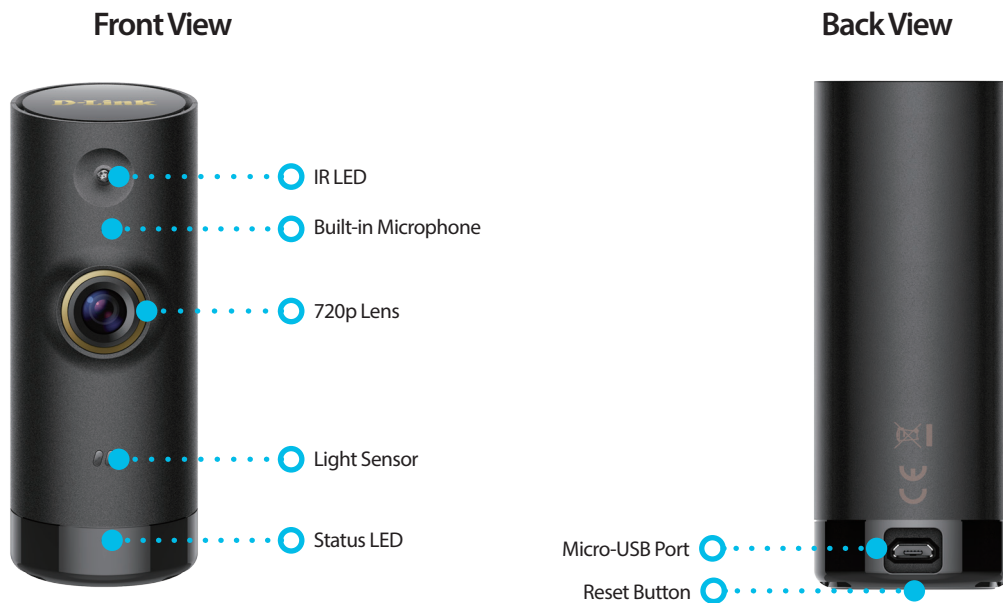 Front View
Back View
D-Link
IR LED
Built-in Microphone
720p Lens
Light Sensor
Status LED
CE
Micro-USB Port
Reset Button